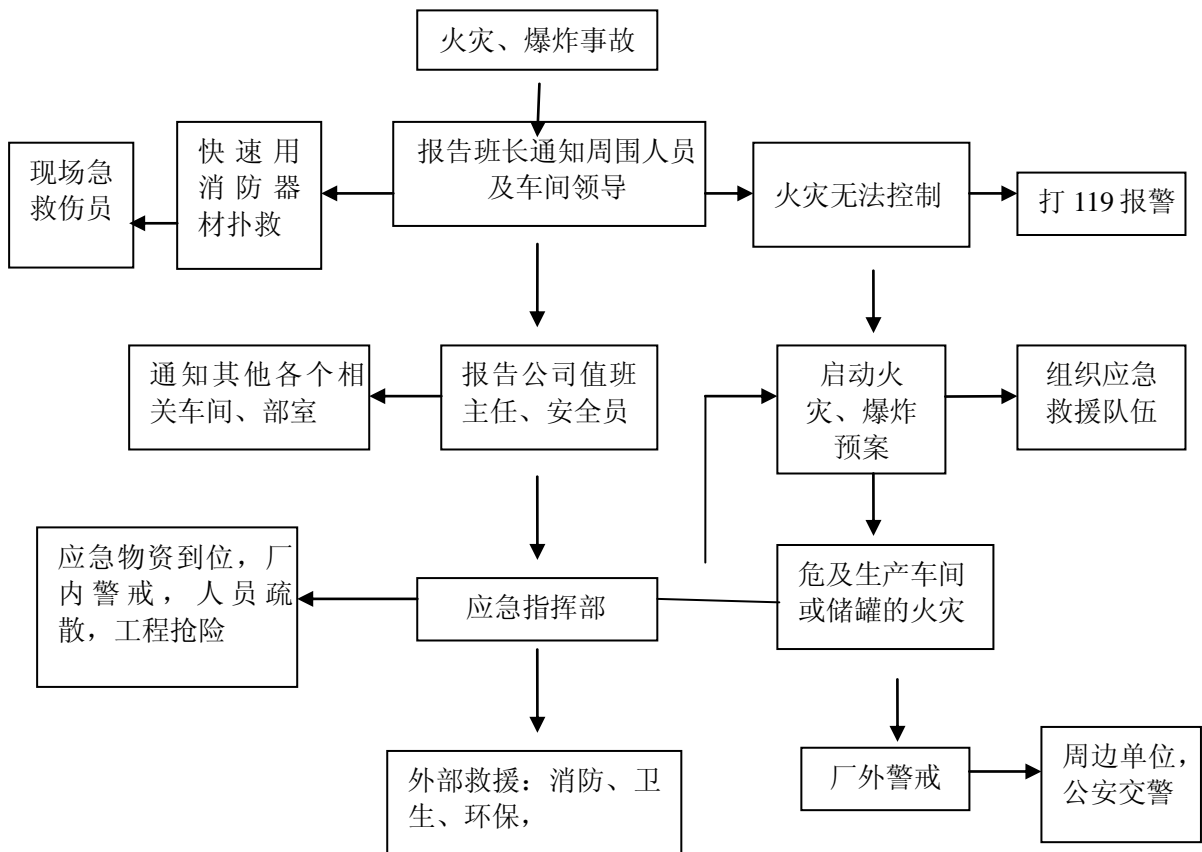 火灾、爆炸事故
报告班长通知周围人员
及车间领导
快速用
消防器
材扑救
现场急
救伤员
火灾无法控制
打 119 报警
通知其他各个相
关车间、部室
报告公司值班
主任、安全员
启动火
灾、爆炸
预案
组织应急
救援队伍
应急物资到位，厂
内警戒，人员疏
散，工程抢险
应急指挥部
危及生产车间
或储罐的火灾
外部救援：消防、卫
生、环保，
厂外警戒
周边单位，
公安交警